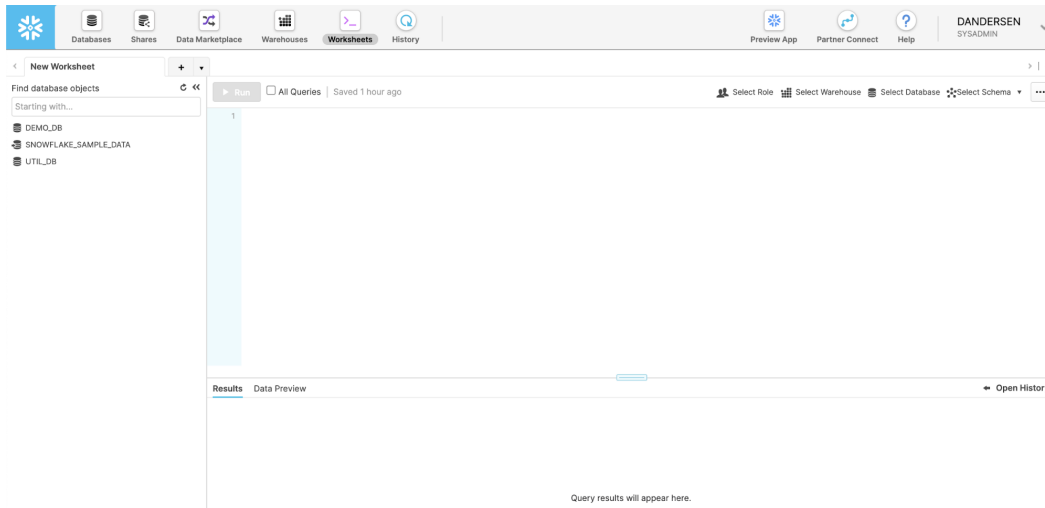 Databases Shares Data Marketplace Warehouses Worksheets History Preview App Partner Connect Help
DANDERSEN
SYSADMIN
New Worksheet
Find database objects
Starting with...
DEMO_DB
SNOWFLAKE_SAMPLE_DATA
UTIL_DB
Run All Queries | Saved 1 hour ago Select Role Select Warehouse Select Database Select Schema
1
Results Data Preview Open Histor
Query results will appear here.